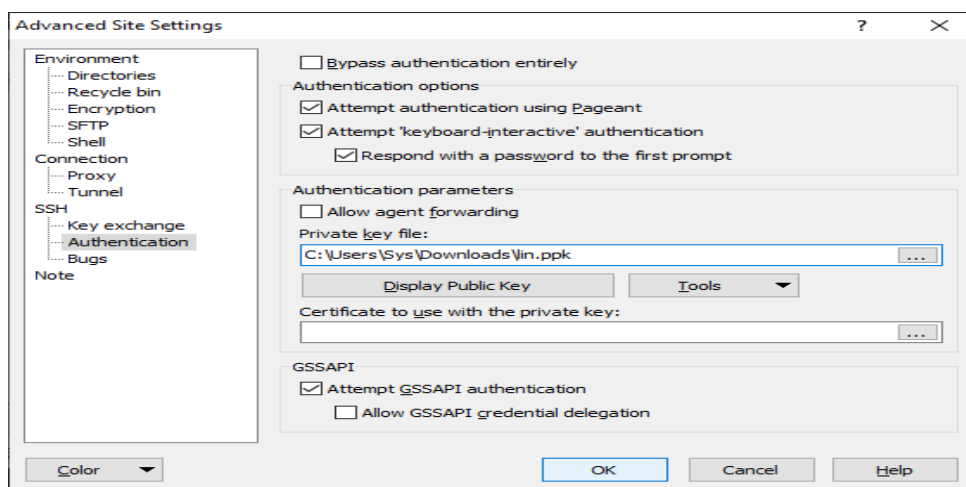 Advanced Site Settings
?
Environment
Directories
Recycle bin
Encryption
SFTP
Shell
Connection
Proxy
Tunnel
SSH
Key exchange
Authentication
Bugs
Note
Bypass authentication entirely
Authentication options
Attempt authentication using Pageant
Attempt 'keyboard-interactive' authentication
Respond with a password to the first prompt
Authentication parameters
Allow agent forwarding
Private key file:
C:\Users\Sys\Downloads\lin.ppk
...
Display Public Key
Tools
Certificate to use with the private key:
...
GSSAPI
Attempt GSSAPI authentication
Allow GSSAPI credential delegation
Color
OK
Cancel
Help